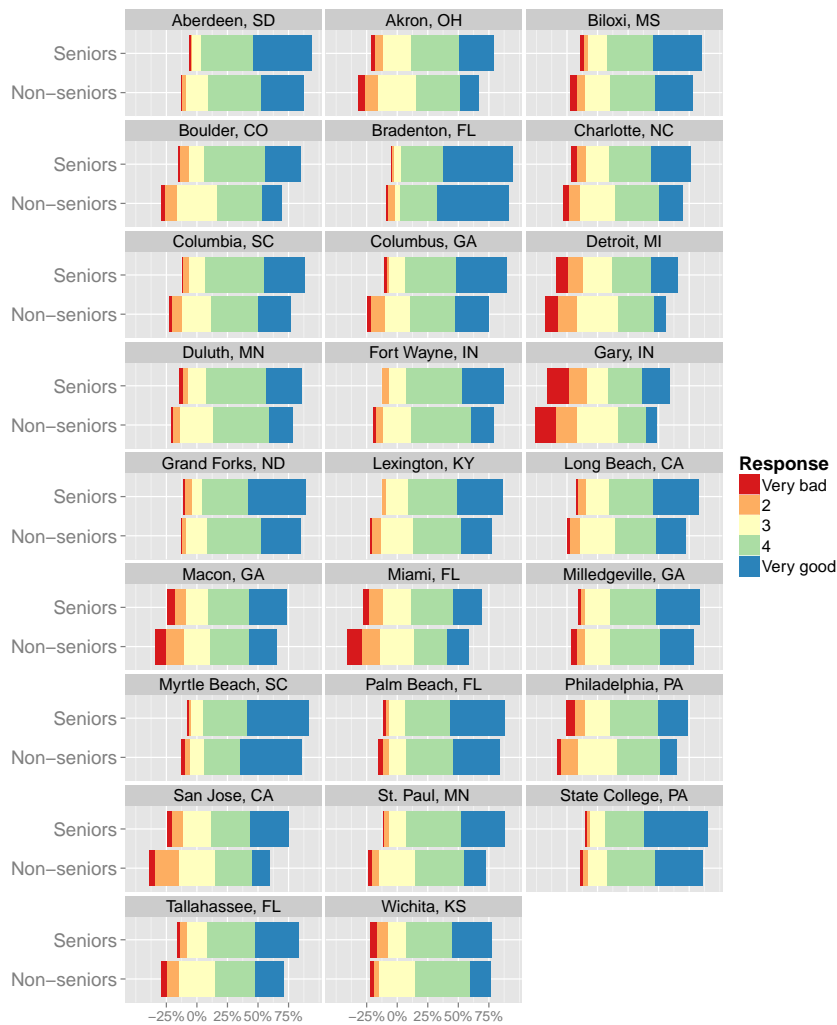 Aberdeen, SD
Akron, OH
Biloxi, MS
Seniors
Non−seniors
Boulder, CO
Bradenton, FL
Charlotte, NC
Seniors
Non−seniors
Columbia, SC
Columbus, GA
Detroit, MI
Seniors
Non−seniors
Duluth, MN
Fort Wayne, IN
Gary, IN
Seniors
Non−seniors
Grand Forks, ND
Lexington, KY
Long Beach, CA
Seniors
Non−seniors
Macon, GA
Miami, FL
Milledgeville, GA
Seniors
Non−seniors
Myrtle Beach, SC
Palm Beach, FL
Philadelphia, PA
Seniors
Non−seniors
San Jose, CA
St. Paul, MN
State College, PA
Seniors
Non−seniors
Tallahassee, FL
Wichita, KS
Seniors
Non−seniors
−25% 0% 25% 50% 75%
−25% 0% 25% 50% 75%
Response
Very bad
2
3
4
Very good